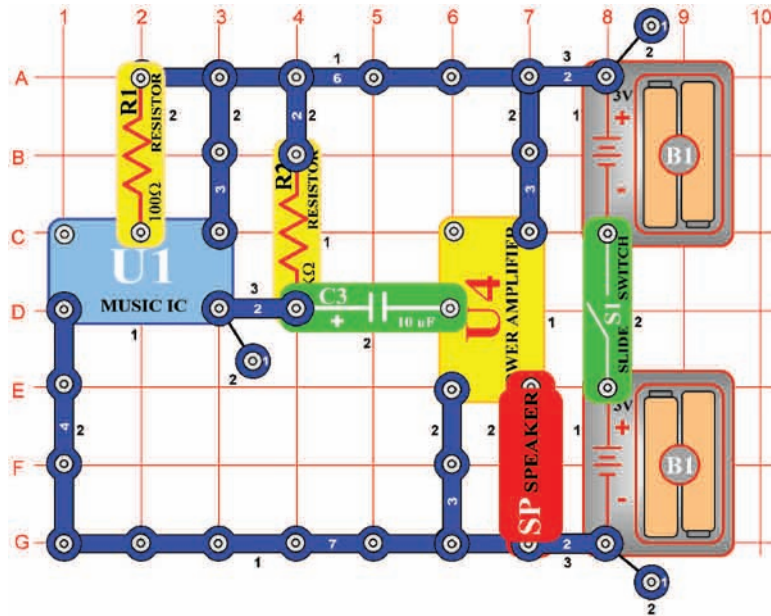 1 2 3 4 5 6 7 8 9 10
A
B
C
D
E
F
G
1
6
3
2
1
2
2
2
2
2
2
1
3V
+
-
B1
R1
RESISTOR
100Ω
3
R2
RESISTOR
1
3
U1
MUSIC IC
1
3
2
C3
+
10 uF
2
1
2
U4
POWER AMPLIFIER
1
S1
SLIDE SWITCH
2
4
2
2
3
2
SP SPEAKER
1
3V
+
-
B1
7
1
2
3
1
2